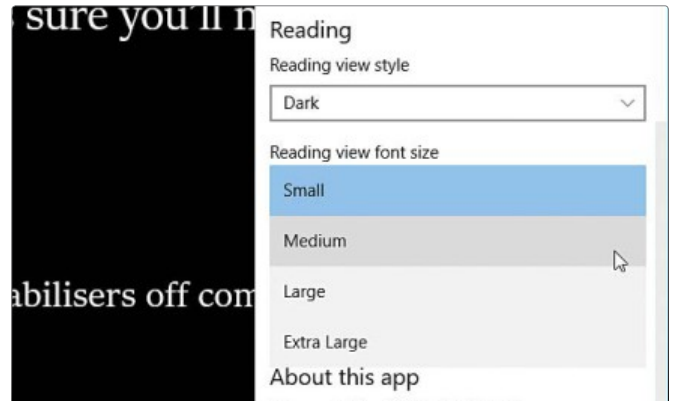 sure you'll n
abilisers off com
Reading
Reading view style
Dark
Reading view font size
Small
Medium
Large
Extra Large
About this app